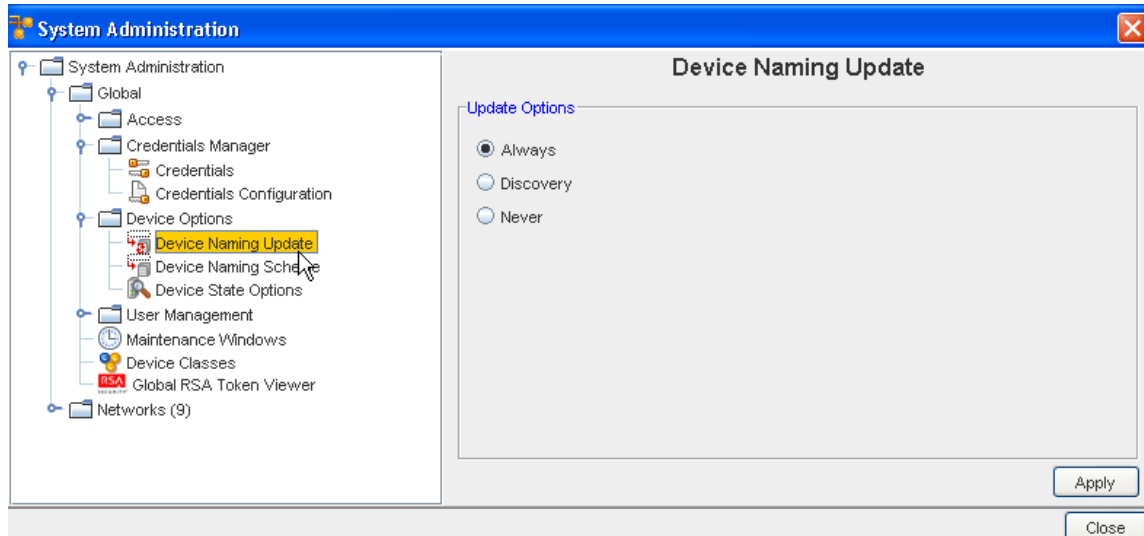 System Administration
System Administration
Global
Access
Credentials Manager
Credentials
Credentials Configuration
Device Options
Device Naming Update
Device Naming Scheme
Device State Options
User Management
Maintenance Windows
Device Classes
RSA
SECURITY
Global RSA Token Viewer
Networks (9)
Device Naming Update
Update Options
Always
Discovery
Never
Apply
Close